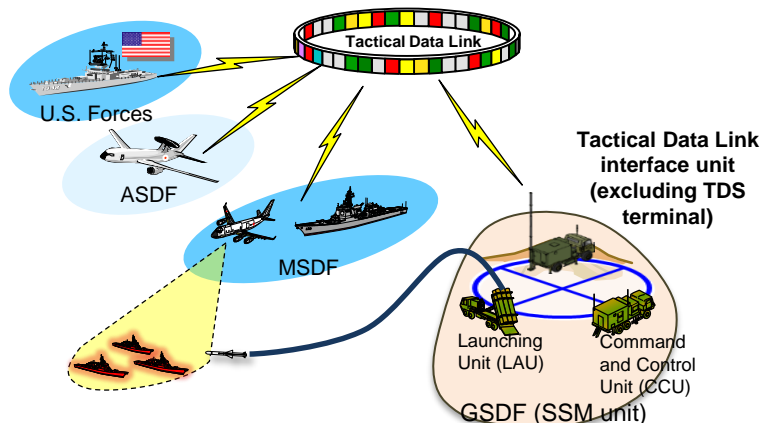 Tactical Data Link
U.S. Forces
ASDF
MSDF
Tactical Data Link
interface unit
(excluding TDS
terminal)
Launching
Unit (LAU)
Command
and Control
Unit (CCU)
GSDF (SSM unit)